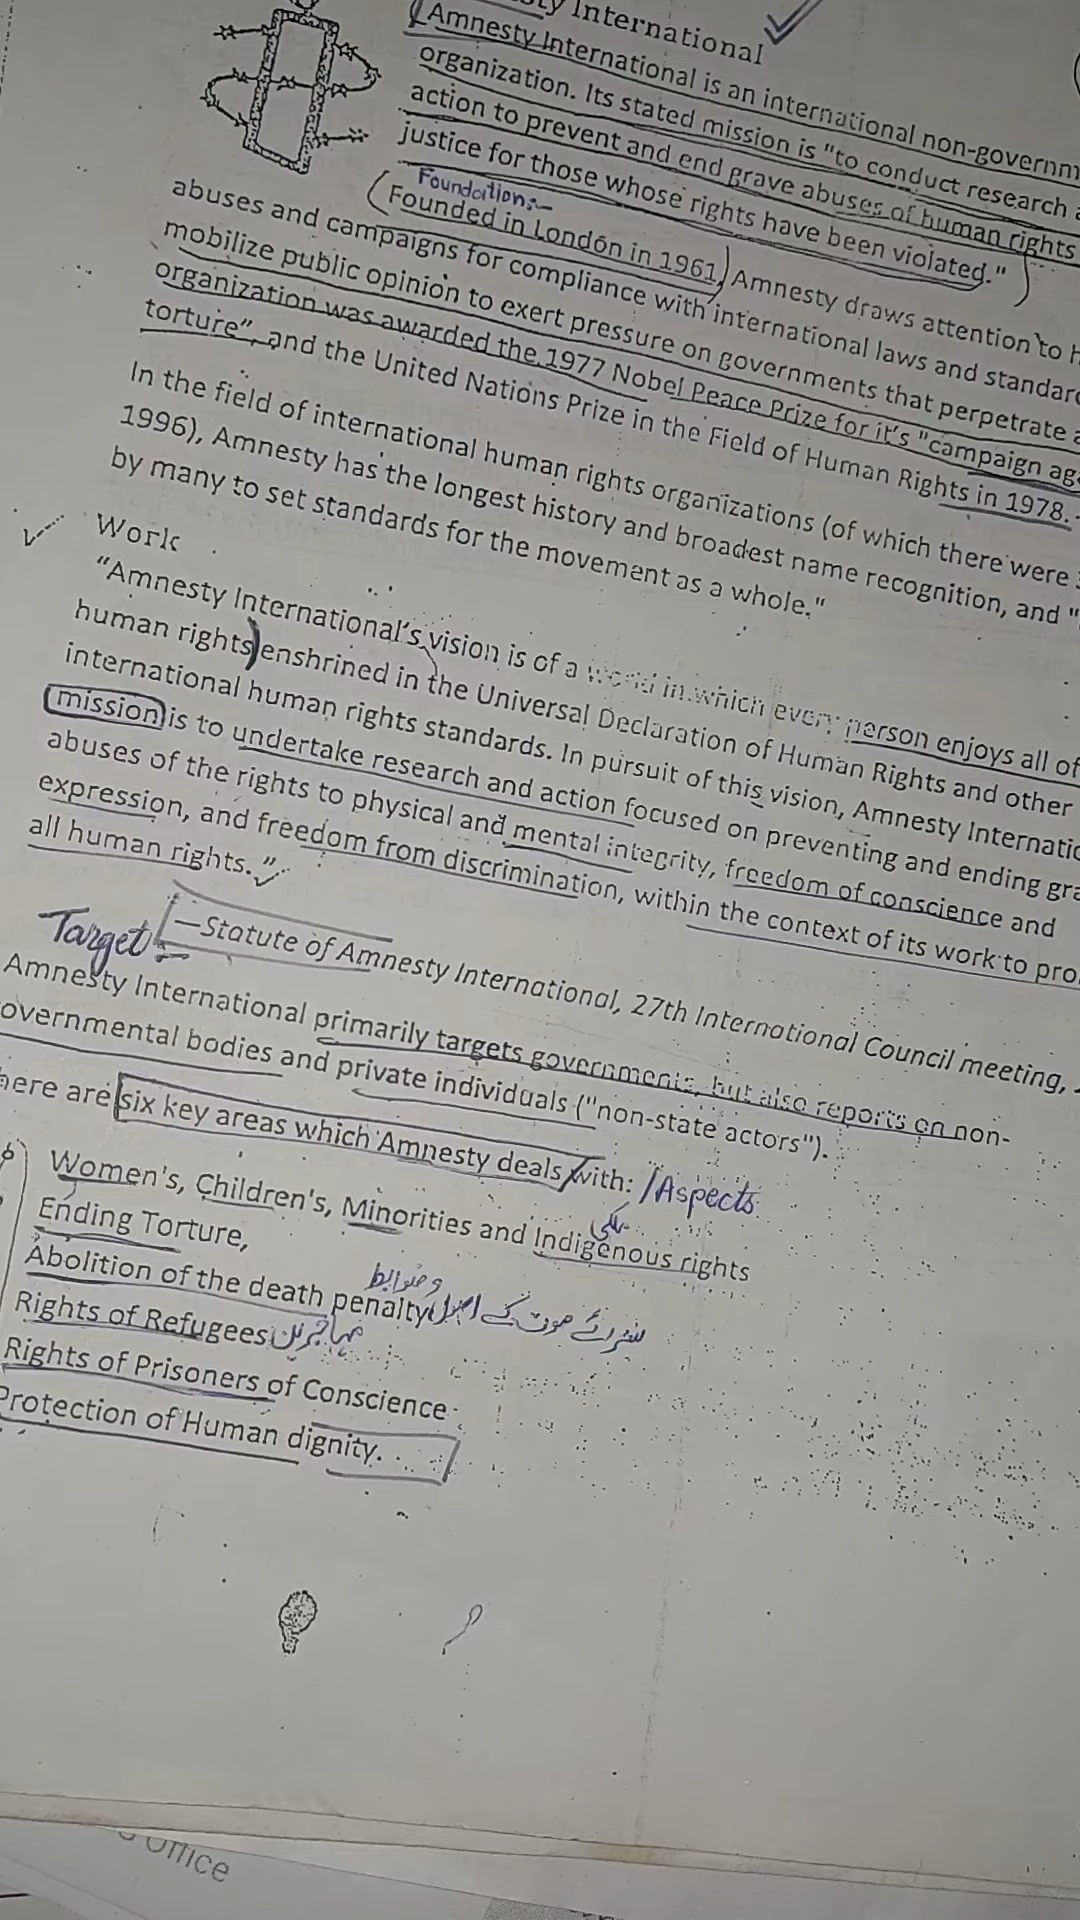 International
Amnesty International is an international non-governm
organization. Its stated mission is "to conduct research
action to prevent and end grave abuses of human rights
justice for those whose rights have been violated."
Foundation:-
Founded in London in 1961, Amnesty draws attention to
abuses and campaigns for compliance with international laws and standard
mobilize public opinion to exert pressure on governments that perpetrate
organization was awarded the 1977 Nobel Peace Prize for it's "campaign ag
torture", and the United Nations Prize in the Field of Human Rights in 1978.
In the field of international human rights organizations (of which there were
1996), Amnesty has the longest history and broadest name recognition, and "
by many to set standards for the movement as a whole."
Work
"Amnesty International's vision is of a world in which every person enjoys all of
human rights enshrined in the Universal Declaration of Human Rights and other
international human rights standards. In pursuit of this vision, Amnesty Internatio
mission is to undertake research and action focused on preventing and ending gra
abuses of the rights to physical and mental integrity, freedom of conscience and
expression, and freedom from discrimination, within the context of its work to pro
all human rights."
—Statute of Amnesty International, 27th International Council meeting,
Target:-
Amnesty International primarily targets governments, but also reports on non-
overnmental bodies and private individuals ("non-state actors").
here are six key areas which Amnesty deals with: /Aspects
Women's, Children's, Minorities and Indigenous rights
ملکی
Ending Torture,
Abolition of the death penalty سزائے موت کے اصول وضوابط
Rights of Refugees مہاجرین
Rights of Prisoners of Conscience
Protection of Human dignity.
Office